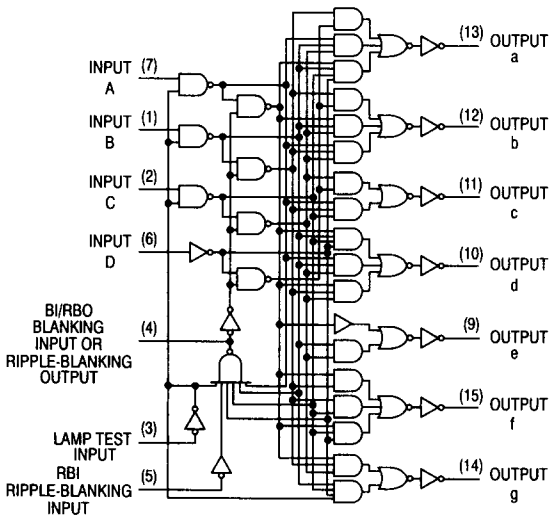 INPUT (7)
A
INPUT (1)
B
INPUT (2)
C
INPUT (6)
D
BI/RBO
BLANKING (4)
INPUT OR
RIPPLE-BLANKING
OUTPUT
LAMP TEST (3)
INPUT
RBI (5)
RIPPLE-BLANKING
INPUT
(13) OUTPUT
a
(12) OUTPUT
b
(11) OUTPUT
c
(10) OUTPUT
d
(9) OUTPUT
e
(15) OUTPUT
f
(14) OUTPUT
g